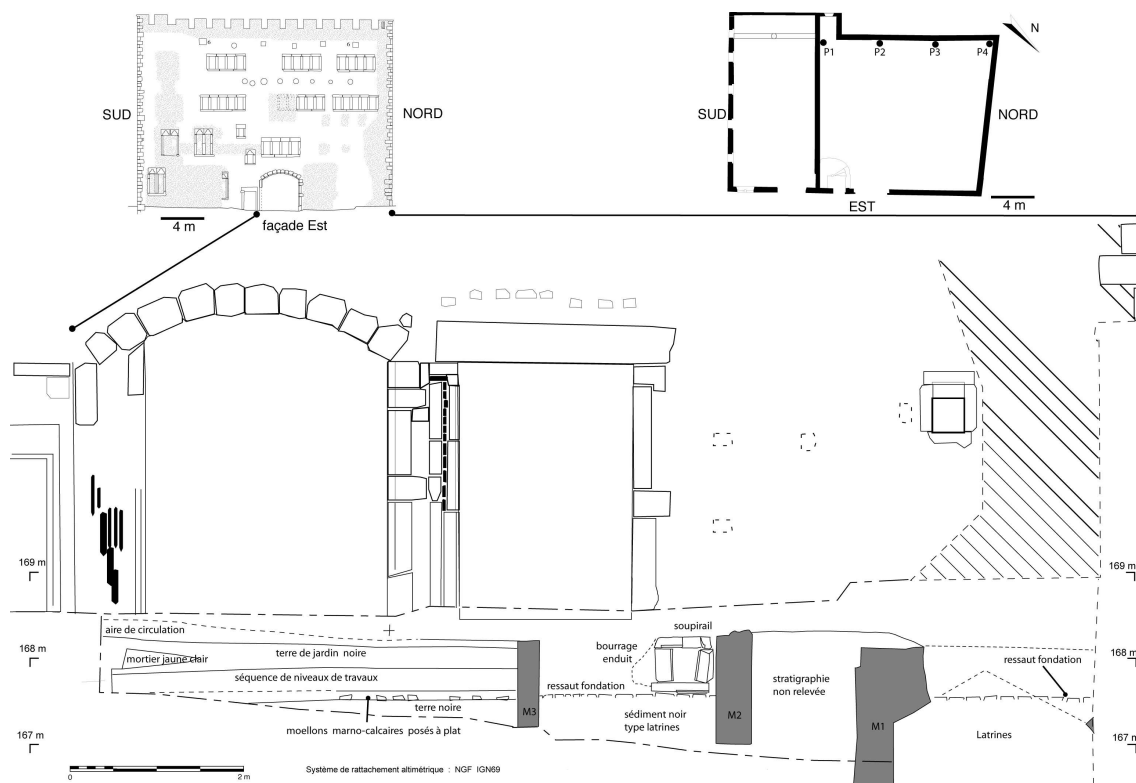 6
6
SUD
NORD
4 m
façade Est
N
P1
P2
P3
P4
SUD
NORD
EST
4 m
169 m
169 m
aire de circulation
soupirail
bourrage
enduit
168 m
mortier jaune clair
terre de jardin noire
168 m
ressaut fondation
stratigraphie
non relevée
séquence de niveaux de travaux
ressaut fondation
M3
terre noire
sédiment noir
type latrines
M2
M1
moellons marno-calcaires posés à plat
Latrines
167 m
167 m
0
2 m
Système de rattachement altimétrique : NGF IGN69